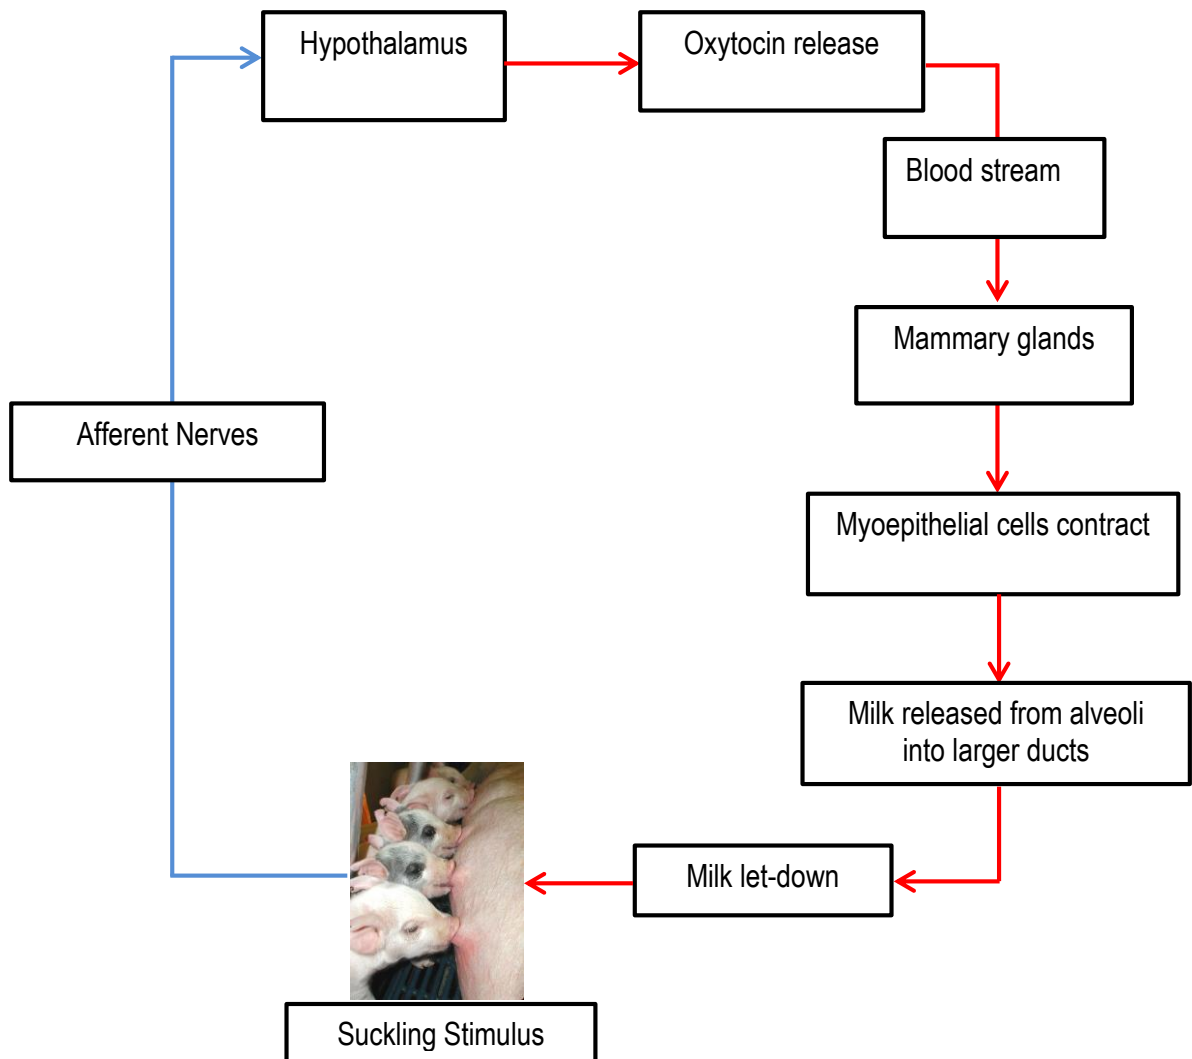 Hypothalamus
Oxytocin release
Blood stream
Mammary glands
Afferent Nerves
Myoepithelial cells contract
Milk released from alveoli
into larger ducts
Milk let-down
Suckling Stimulus